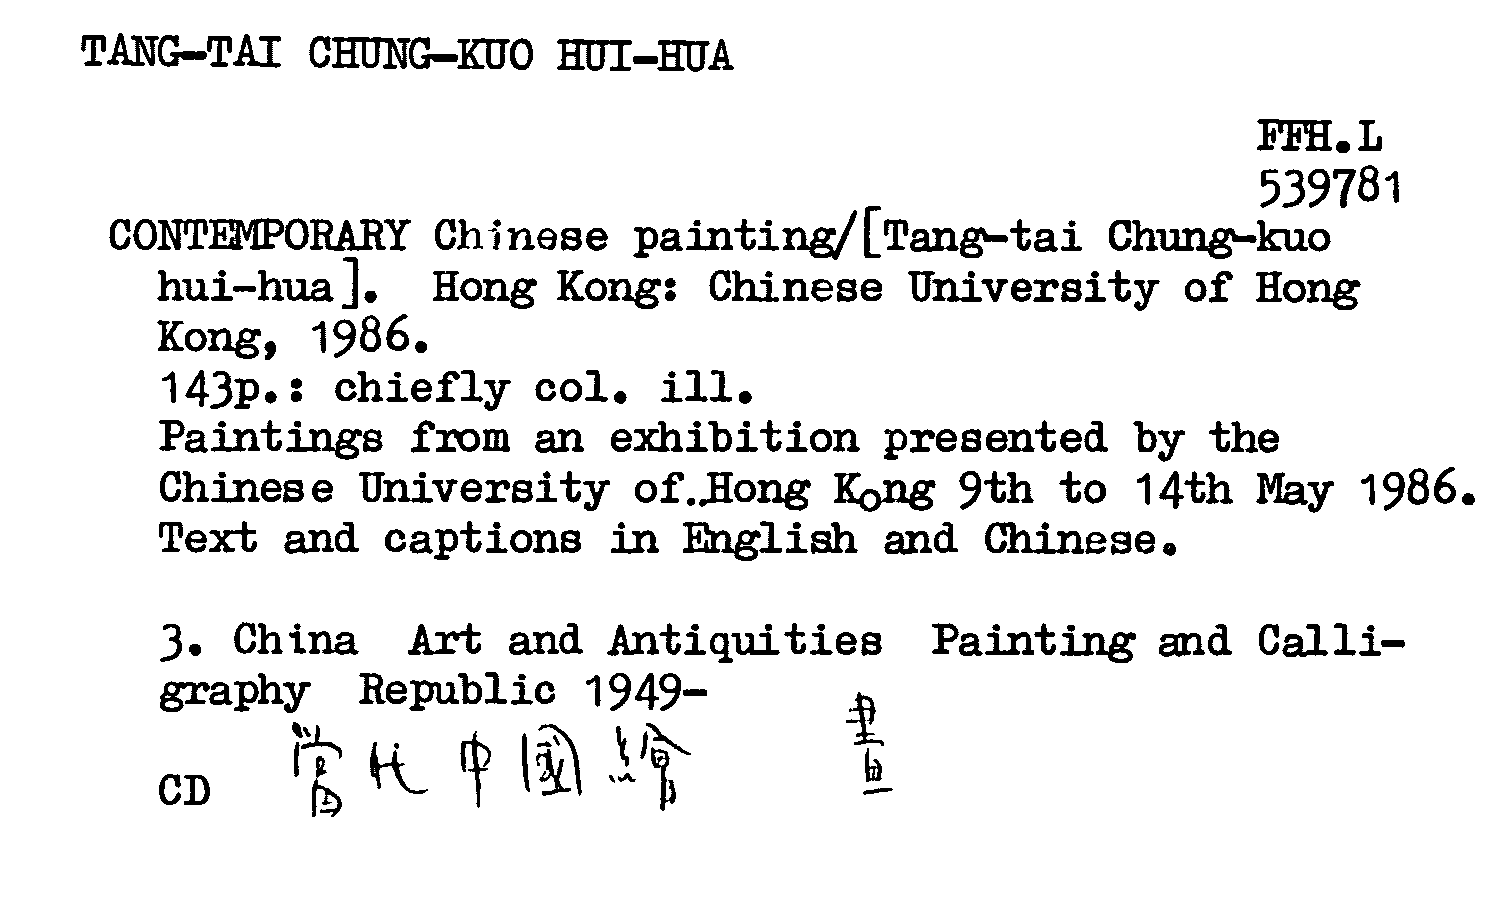 TANG-TAI CHUNG-KUO HUI-HUA
FFH.L
539781
CONTEMPORARY Chinese painting/[Tang-tai Chung-kuo
hui-hua]. Hong Kong: Chinese University of Hong
Kong, 1986.
143p.: chiefly col. ill.
Paintings from an exhibition presented by the
Chinese University of..Hong Kong 9th to 14th May 1986.
Text and captions in English and Chinese.
3. China Art and Antiquities Painting and Calli-
graphy Republic 1949-
CD 當代中國繪畫